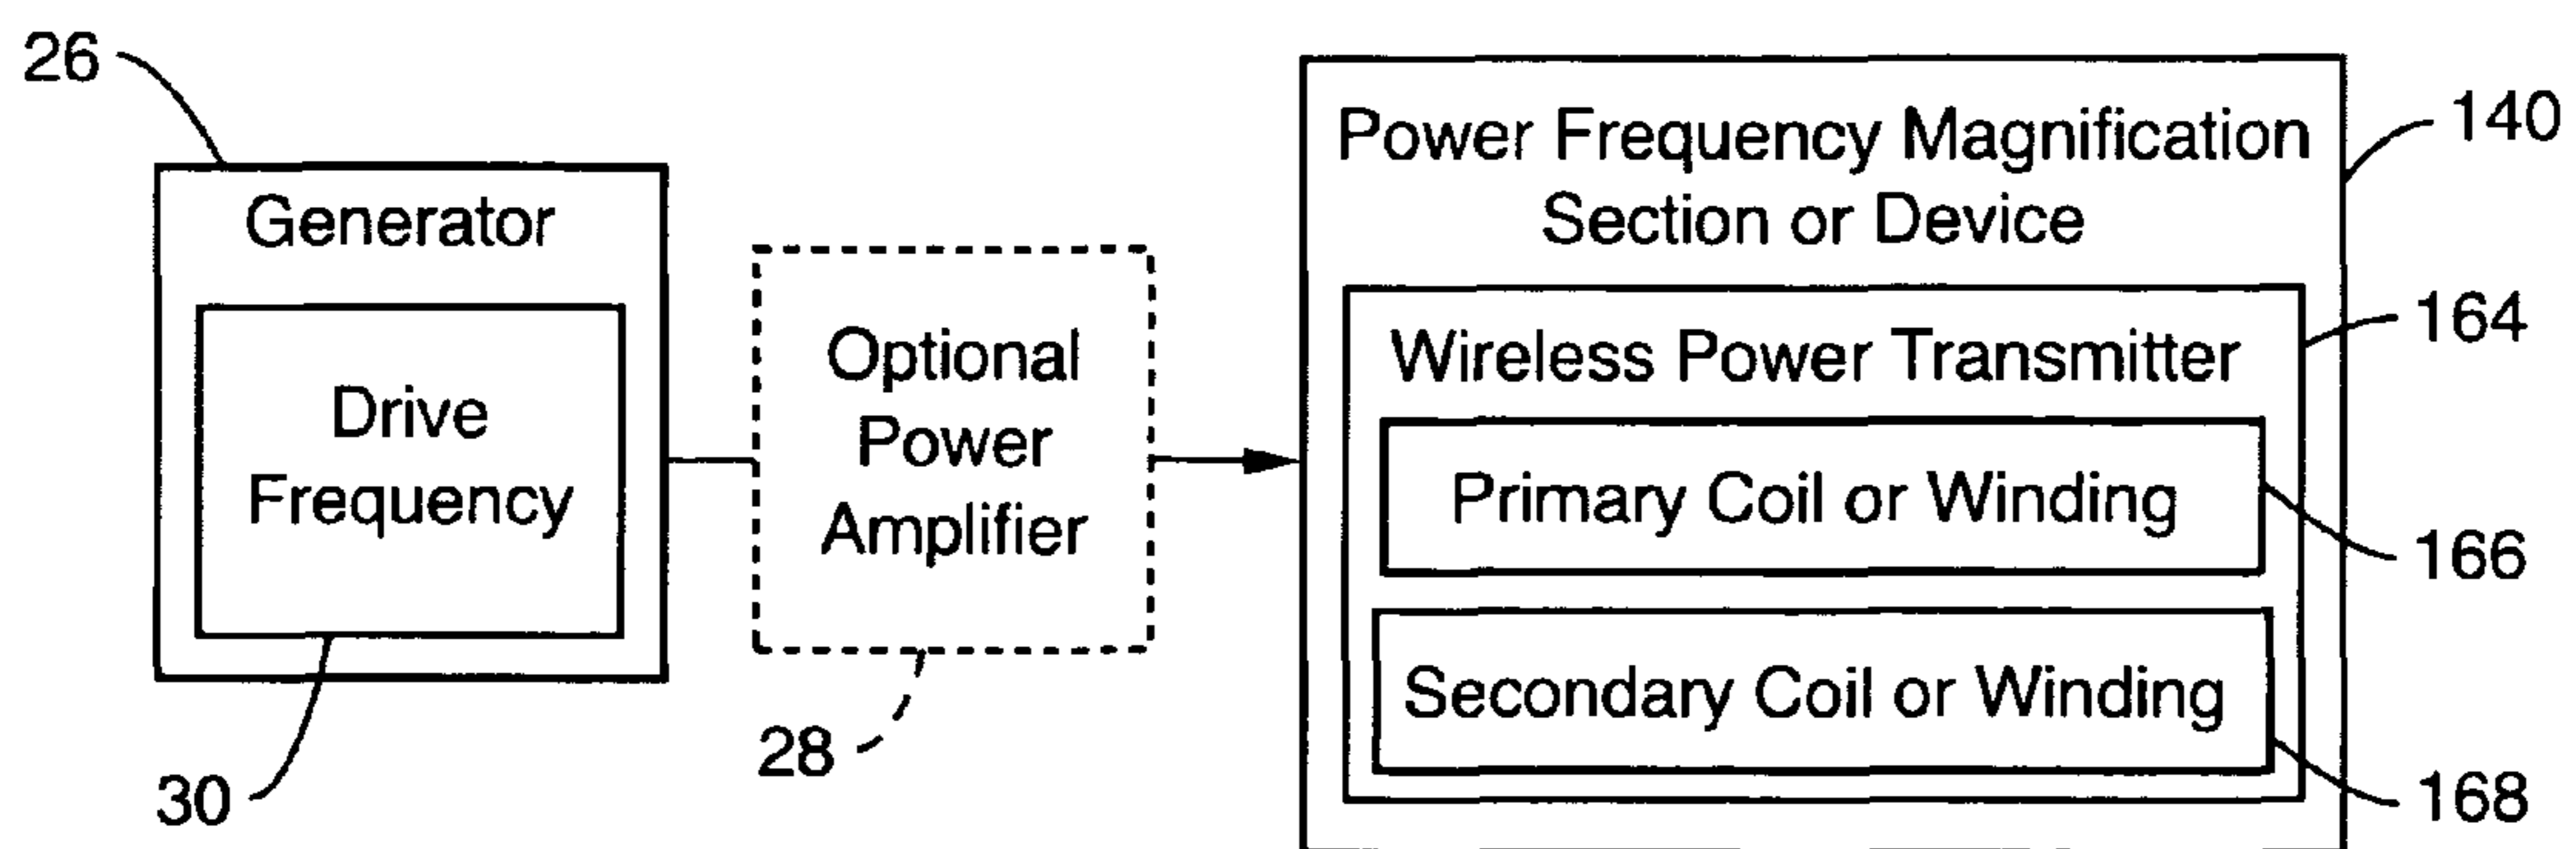 26
Generator
Drive
Frequency
30
Optional
Power
Amplifier
28
Power Frequency Magnification
Section or Device
140
Wireless Power Transmitter
164
Primary Coil or Winding
166
Secondary Coil or Winding
168